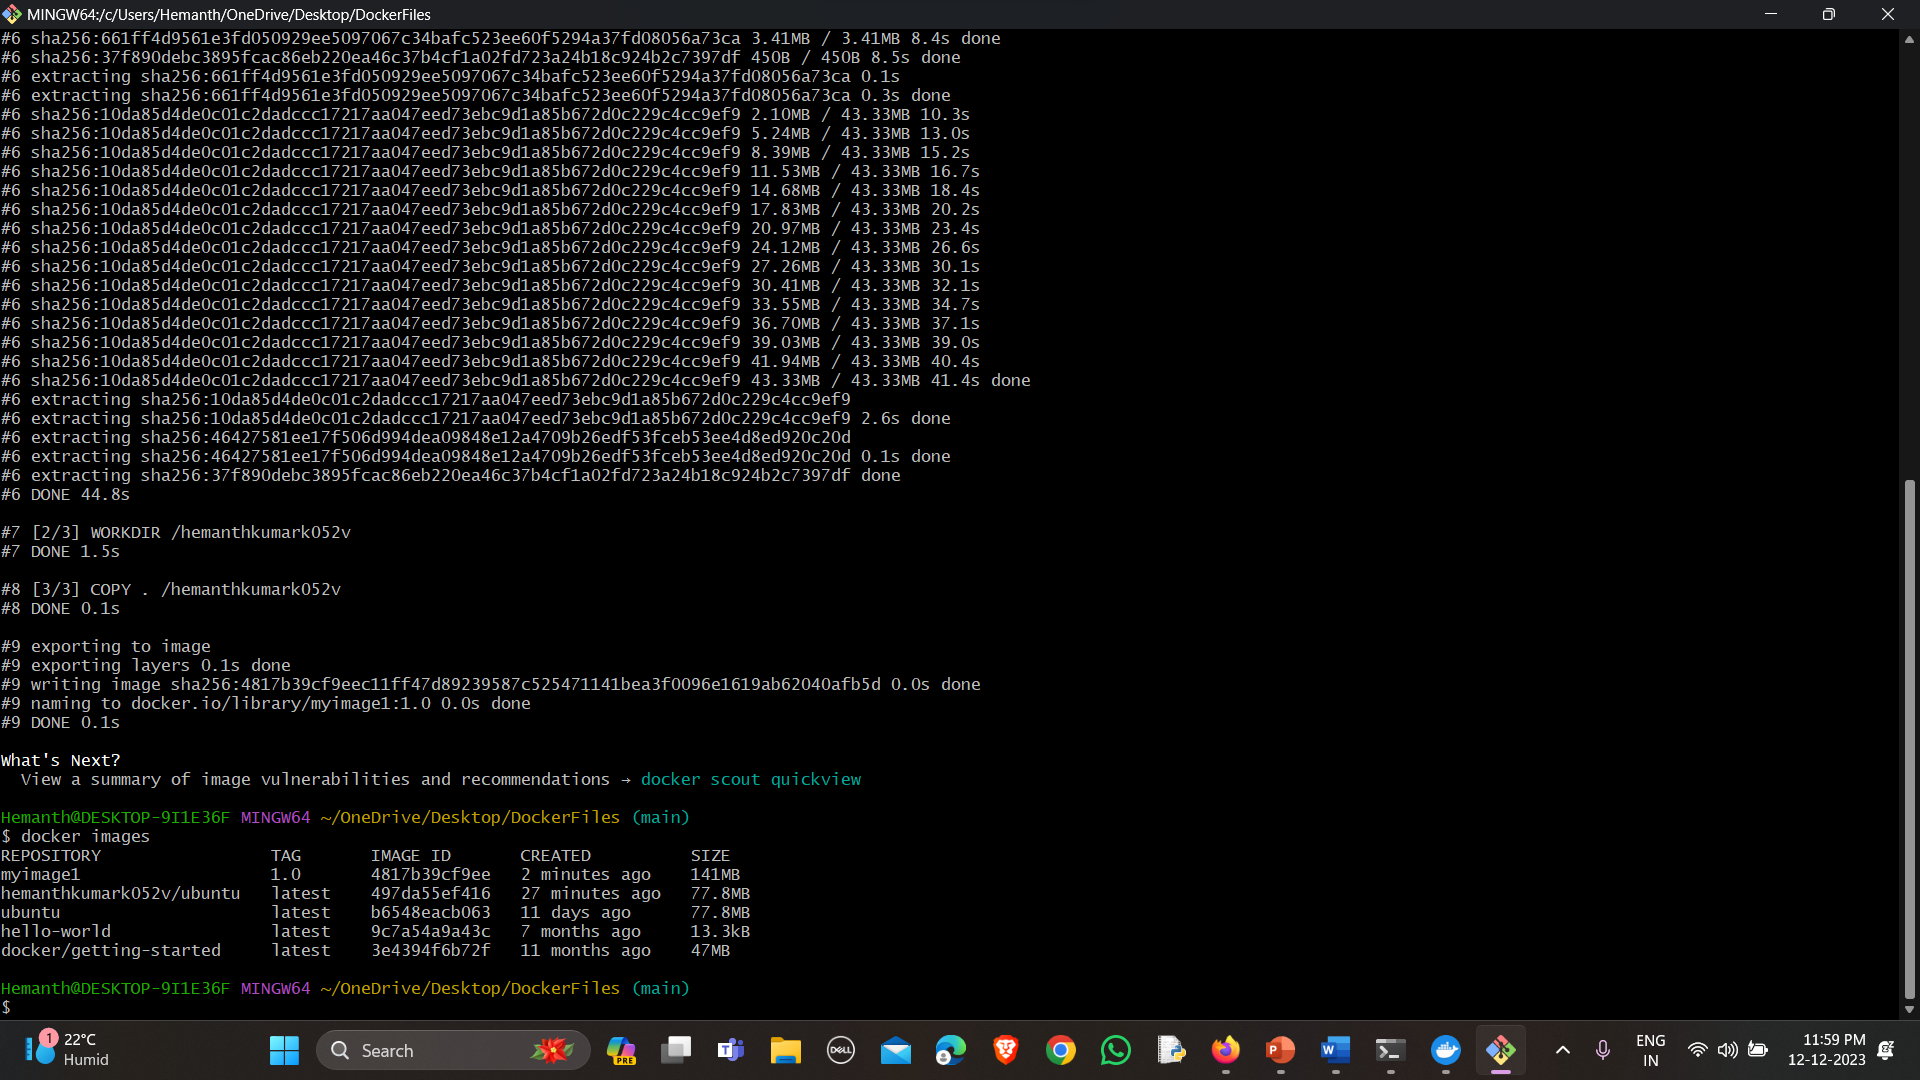 MINGW64:/c/Users/Hemanth/OneDrive/Desktop/DockerFiles
#6 sha256:661ff4d9561e3fd050929ee5097067c34bafc523ee60f5294a37fd08056a73ca 3.41MB / 3.41MB 8.4s done
#6 sha256:37f890debc3895fcac86eb220ea46c37b4cf1a02fd723a24b18c924b2c7397df 450B / 450B 8.5s done
#6 extracting sha256:661ff4d9561e3fd050929ee5097067c34bafc523ee60f5294a37fd08056a73ca 0.1s
#6 extracting sha256:661ff4d9561e3fd050929ee5097067c34bafc523ee60f5294a37fd08056a73ca 0.3s done
#6 sha256:10da85d4de0c01c2dadccc17217aa047eed73ebc9d1a85b672d0c229c4cc9ef9 2.10MB / 43.33MB 10.3s
#6 sha256:10da85d4de0c01c2dadccc17217aa047eed73ebc9d1a85b672d0c229c4cc9ef9 5.24MB / 43.33MB 13.0s
#6 sha256:10da85d4de0c01c2dadccc17217aa047eed73ebc9d1a85b672d0c229c4cc9ef9 8.39MB / 43.33MB 15.2s
#6 sha256:10da85d4de0c01c2dadccc17217aa047eed73ebc9d1a85b672d0c229c4cc9ef9 11.53MB / 43.33MB 16.7s
#6 sha256:10da85d4de0c01c2dadccc17217aa047eed73ebc9d1a85b672d0c229c4cc9ef9 14.68MB / 43.33MB 18.4s
#6 sha256:10da85d4de0c01c2dadccc17217aa047eed73ebc9d1a85b672d0c229c4cc9ef9 17.83MB / 43.33MB 20.2s
#6 sha256:10da85d4de0c01c2dadccc17217aa047eed73ebc9d1a85b672d0c229c4cc9ef9 20.97MB / 43.33MB 23.4s
#6 sha256:10da85d4de0c01c2dadccc17217aa047eed73ebc9d1a85b672d0c229c4cc9ef9 24.12MB / 43.33MB 26.6s
#6 sha256:10da85d4de0c01c2dadccc17217aa047eed73ebc9d1a85b672d0c229c4cc9ef9 27.26MB / 43.33MB 30.1s
#6 sha256:10da85d4de0c01c2dadccc17217aa047eed73ebc9d1a85b672d0c229c4cc9ef9 30.41MB / 43.33MB 32.1s
#6 sha256:10da85d4de0c01c2dadccc17217aa047eed73ebc9d1a85b672d0c229c4cc9ef9 33.55MB / 43.33MB 34.7s
#6 sha256:10da85d4de0c01c2dadccc17217aa047eed73ebc9d1a85b672d0c229c4cc9ef9 36.70MB / 43.33MB 37.1s
#6 sha256:10da85d4de0c01c2dadccc17217aa047eed73ebc9d1a85b672d0c229c4cc9ef9 39.03MB / 43.33MB 39.0s
#6 sha256:10da85d4de0c01c2dadccc17217aa047eed73ebc9d1a85b672d0c229c4cc9ef9 41.94MB / 43.33MB 40.4s
#6 sha256:10da85d4de0c01c2dadccc17217aa047eed73ebc9d1a85b672d0c229c4cc9ef9 43.33MB / 43.33MB 41.4s done
#6 extracting sha256:10da85d4de0c01c2dadccc17217aa047eed73ebc9d1a85b672d0c229c4cc9ef9
#6 extracting sha256:10da85d4de0c01c2dadccc17217aa047eed73ebc9d1a85b672d0c229c4cc9ef9 2.6s done
#6 extracting sha256:46427581ee17f506d994dea09848e12a4709b26edf53fceb53ee4d8ed920c20d
#6 extracting sha256:46427581ee17f506d994dea09848e12a4709b26edf53fceb53ee4d8ed920c20d 0.1s done
#6 extracting sha256:37f890debc3895fcac86eb220ea46c37b4cf1a02fd723a24b18c924b2c7397df done
#6 DONE 44.8s
#7 [2/3] WORKDIR /hemanthkumark052v
#7 DONE 1.5s
#8 [3/3] COPY . /hemanthkumark052v
#8 DONE 0.1s
#9 exporting to image
#9 exporting layers 0.1s done
#9 writing image sha256:4817b39cf9eec11ff47d89239587c525471141bea3f0096e1619ab62040afb5d 0.0s done
#9 naming to docker.io/library/myimage1:1.0 0.0s done
#9 DONE 0.1s
What's Next?
View a summary of image vulnerabilities and recommendations → docker scout quickview
Hemanth@DESKTOP-9I1E36F MINGW64 ~/OneDrive/Desktop/DockerFiles (main)
$ docker images
REPOSITORY TAG IMAGE ID CREATED SIZE
myimage1 1.0 4817b39cf9ee 2 minutes ago 141MB
hemanthkumark052v/ubuntu latest 497da55ef416 27 minutes ago 77.8MB
ubuntu latest b6548eacb063 11 days ago 77.8MB
hello-world latest 9c7a54a9a43c 7 months ago 13.3kB
docker/getting-started latest 3e4394f6b72f 11 months ago 47MB
Hemanth@DESKTOP-9I1E36F MINGW64 ~/OneDrive/Desktop/DockerFiles (main)
$
1
22°C
Humid
Search
PRE
DELL
ENG
IN
11:59 PM
12-12-2023